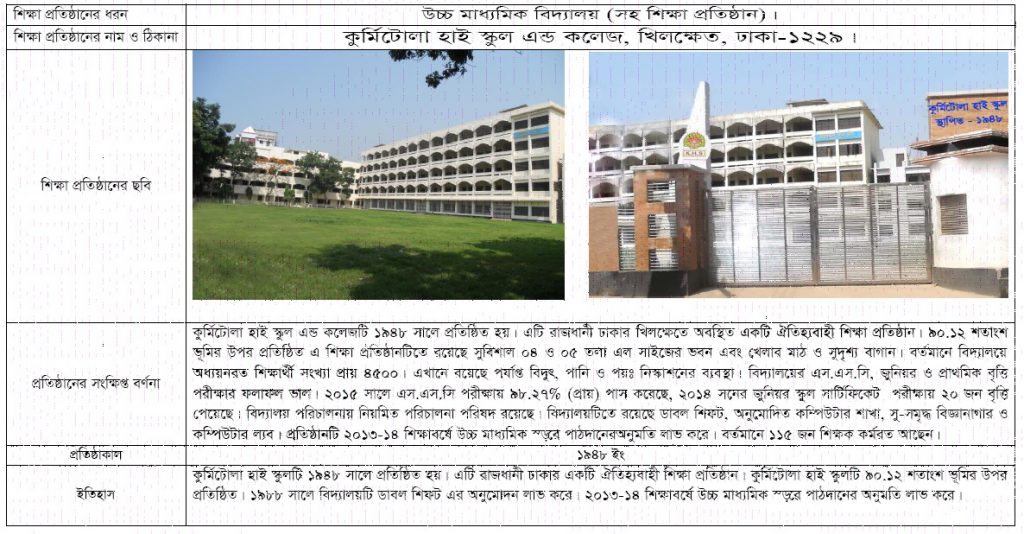 শিক্ষা প্রতিষ্ঠানের ধরন
উচ্চ মাধ্যমিক বিদ্যালয় (সহ শিক্ষা প্রতিষ্ঠান)।
শিক্ষা প্রতিষ্ঠানের নাম ও ঠিকানা
কুর্মিটোলা হাই স্কুল এন্ড কলেজ, খিলক্ষেত, ঢাকা-১২২৯।
শিক্ষা প্রতিষ্ঠানের ছবি
K.H.S
কুর্মিটোলা হাই স্কুল
স্থাপিত - ১৯৪৮
প্রতিষ্ঠানের সংক্ষিপ্ত বর্ণনা
কুর্মিটোলা হাই স্কুল এন্ড কলেজটি ১৯৪৮ সালে প্রতিষ্ঠিত হয়। এটি রাজধানী ঢাকার খিলক্ষেতে অবস্থিত একটি ঐতিহ্যবাহী শিক্ষা প্রতিষ্ঠান। ৯০.১২ শতাংশ
ভূমির উপর প্রতিষ্ঠিত এ শিক্ষা প্রতিষ্ঠানটিতে রয়েছে সুবিশাল ০৪ ও ০৫ তলা এল সাইজের ভবন এবং খেলার মাঠ ও সুদৃশ্য বাগান। বর্তমানে বিদ্যালয়ে
অধ্যয়নরত শিক্ষার্থী সংখ্যা প্রায় ৪৫০০। এখানে রয়েছে পর্যাপ্ত বিদুৎ, পানি ও পয়ঃ নিস্কাশনের ব্যবস্থা। বিদ্যালয়ের এস.এস.সি, জুনিয়র ও প্রাথমিক বৃত্তি
পরীক্ষার ফলাফল ভাল। ২০১৫ সালে এস.এস.সি পরীক্ষায় ৯৮.২৭% (প্রায়) পাস করেছে, ২০১৪ সনের জুনিয়র স্কুল সার্টিফিকেট পরীক্ষায় ২০ জন বৃত্তি
পেয়েছে। বিদ্যালয় পরিচালনায় নিয়মিত পরিচালনা পরিষদ রয়েছে। বিদ্যালয়টিতে রয়েছে ডাবল শিফট, অনুমোদিত কম্পিউটার শাখা, সু-সমৃদ্ধ বিজ্ঞানাগার ও
কম্পিউটার ল্যব। প্রতিষ্ঠানটি ২০১৩-১৪ শিক্ষাবর্ষে উচ্চ মাধ্যমিক স্ড়রে পাঠদানেরঅনুমতি লাভ করে। বর্তমানে ১১৫ জন শিক্ষক কর্মরত আছেন।
প্রতিষ্ঠাকাল
১৯৪৮ ইং
ইতিহাস
কুর্মিটোলা হাই স্কুলটি ১৯৪৮ সালে প্রতিষ্ঠিত হয়। এটি রাজধানী ঢাকার একটি ঐতিহ্যবাহী শিক্ষা প্রতিষ্ঠান। কুর্মিটোলা হাই স্কুলটি ৯০.১২ শতাংশ ভূমির উপর
প্রতিষ্ঠিত। ১৯৮৮ সালে বিদ্যালয়টি ডাবল শিফট এর অনুমোদন লাভ করে। ২০১৩-১৪ শিক্ষাবর্ষে উচ্চ মাধ্যমিক স্ড়রে পাঠদানের অনুমতি লাভ করে।